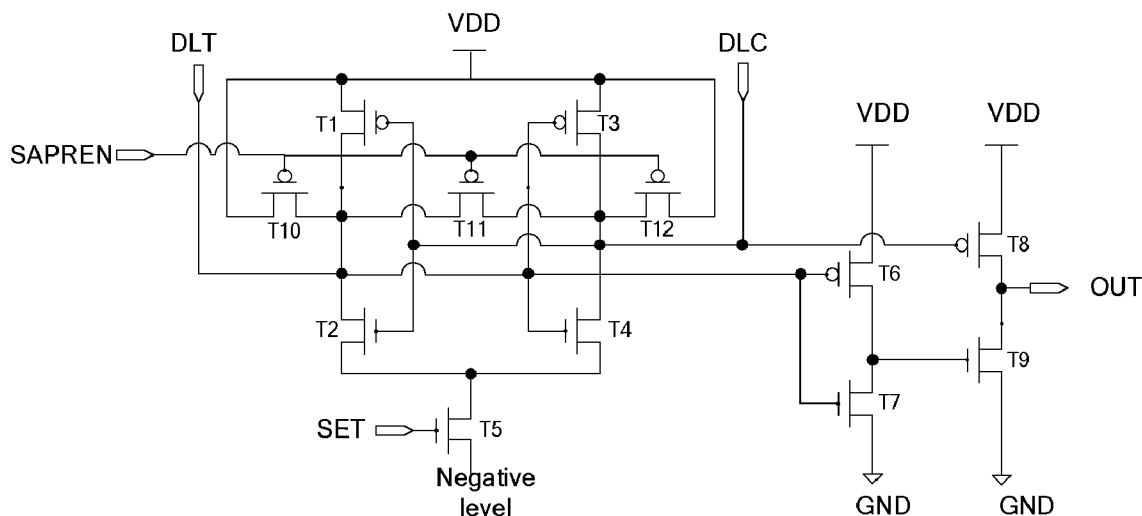 VDD
DLT
DLC
T1
T3
VDD
VDD
SAPREN
T10
T11
T12
T6
T8
OUT
T2
T4
T7
T9
SET
T5
Negative
level
GND
GND